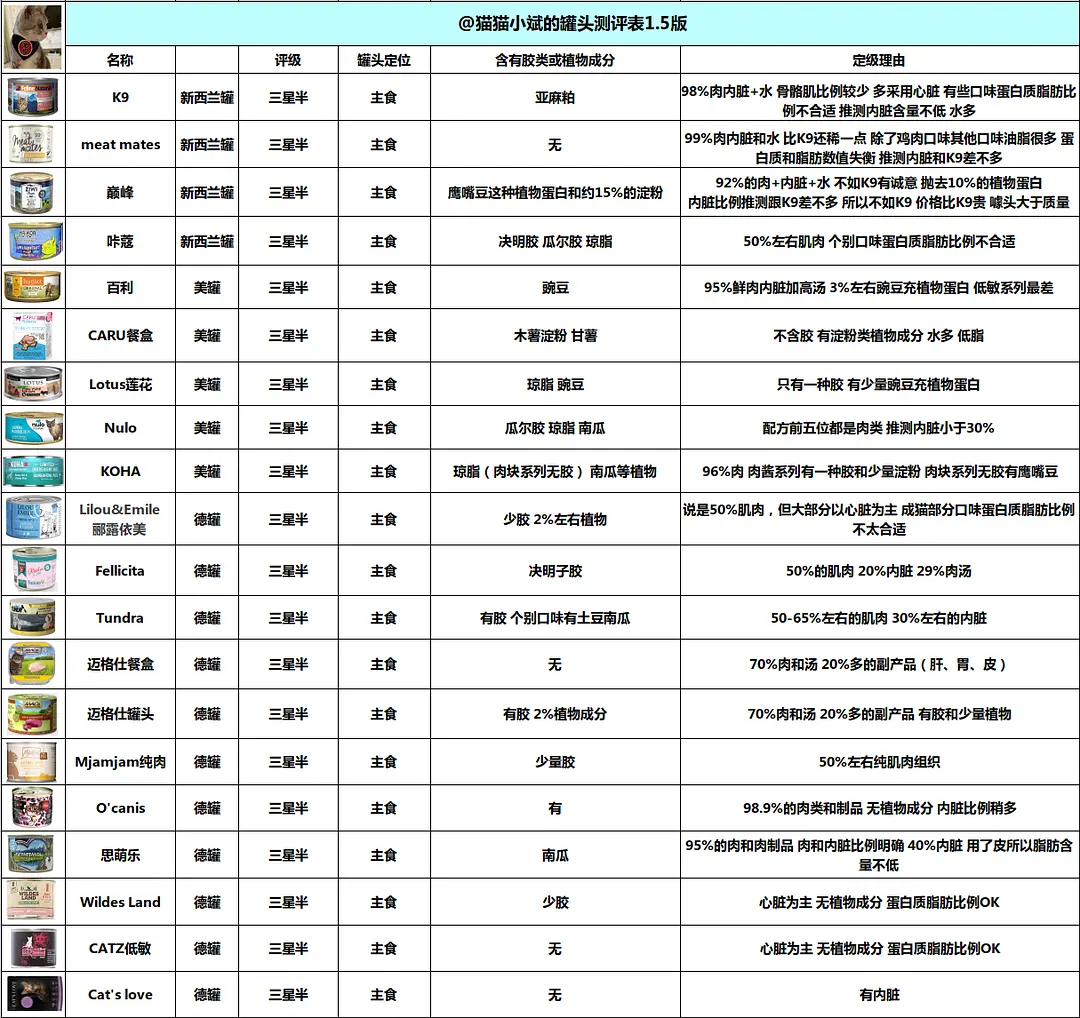 @猫猫小斌的罐头测评表1.5版
名称 评级 罐头定位 含有胶类或植物成分 定级理由
K9 新西兰罐 三星半 主食 亚麻粕 98%肉内脏+水 骨骼肌比例较少 多采用心脏 有些口味蛋白质脂肪比
例不合适 推测内脏含量不低 水多
meat mates 新西兰罐 三星半 主食 无 99%肉内脏和水 比K9还稀一点 除了鸡肉口味其他口味油脂很多 蛋
白质和脂肪数值失衡 推测内脏和K9差不多
巅峰 新西兰罐 三星半 主食 鹰嘴豆这种植物蛋白和约15%的淀粉 92%的肉+内脏+水 不如K9有诚意 抛去10%的植物蛋白
内脏比例推测跟K9差不多 所以不如K9 价格比K9贵 噱头大于质量
咔蔻 新西兰罐 三星半 主食 决明胶 瓜尔胶 琼脂 50%左右肌肉 个别口味蛋白质脂肪比例不合适
百利 美罐 三星半 主食 豌豆 95%鲜肉内脏加高汤 3%左右豌豆充植物蛋白 低敏系列最差
CARU餐盒 美罐 三星半 主食 木薯淀粉 甘薯 不含胶 有淀粉类植物成分 水多 低脂
Lotus莲花 美罐 三星半 主食 琼脂 豌豆 只有一种胶 有少量豌豆充植物蛋白
Nulo 美罐 三星半 主食 瓜尔胶 琼脂 南瓜 配方前五位都是肉类 推测内脏小于30%
KOHA 美罐 三星半 主食 琼脂（肉块系列无胶）南瓜等植物 96%肉 肉酱系列有一种胶和少量淀粉 肉块系列无胶有鹰嘴豆
Lilou&Emile
郦露依美 德罐 三星半 主食 少胶 2%左右植物 说是50%肌肉，但大部分以心脏为主 成猫部分口味蛋白质脂肪比例
不太合适
Fellicita 德罐 三星半 主食 决明子胶 50%的肌肉 20%内脏 29%肉汤
Tundra 德罐 三星半 主食 有胶 个别口味有土豆南瓜 50-65%左右的肌肉 30%左右的内脏
迈格仕餐盒 德罐 三星半 主食 无 70%肉和汤 20%多的副产品（肝、胃、皮）
迈格仕罐头 德罐 三星半 主食 有胶 2%植物成分 70%肉和汤 20%多的副产品 有胶和少量植物
Mjamjam纯肉 德罐 三星半 主食 少量胶 50%左右纯肌肉组织
O'canis 德罐 三星半 主食 有 98.9%的肉类和制品 无植物成分 内脏比例稍多
思萌乐 德罐 三星半 主食 南瓜 95%的肉和肉制品 肉和内脏比例明确 40%内脏 用了皮所以脂肪含
量不低
Wildes Land 德罐 三星半 主食 少胶 心脏为主 无植物成分 蛋白质脂肪比例OK
CATZ低敏 德罐 三星半 主食 无 心脏为主 无植物成分 蛋白质脂肪比例OK
Cat's love 德罐 三星半 主食 无 有内脏